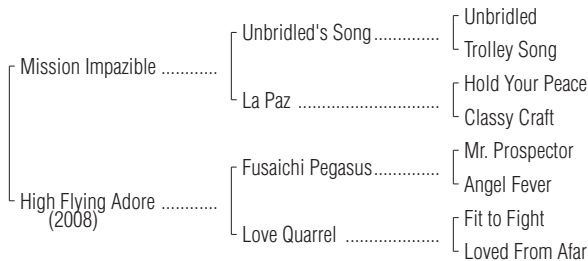 Unbridled
Unbridled's Song..............
Trolley Song
Mission Impazible ............
Hold Your Peace
La Paz ..............................
Classy Craft
Mr. Prospector
Fusaichi Pegasus..............
Angel Fever
High Flying Adore ............
(2008)
Fit to Fight
Love Quarrel ....................
Loved From Afar